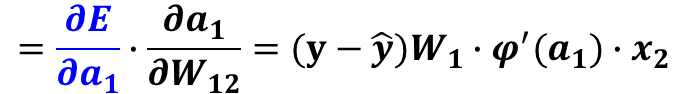 = ∂E/∂a₁ · ∂a₁/∂W₁₂ = (y − ŷ)W₁ · φ′(a₁) · x₂